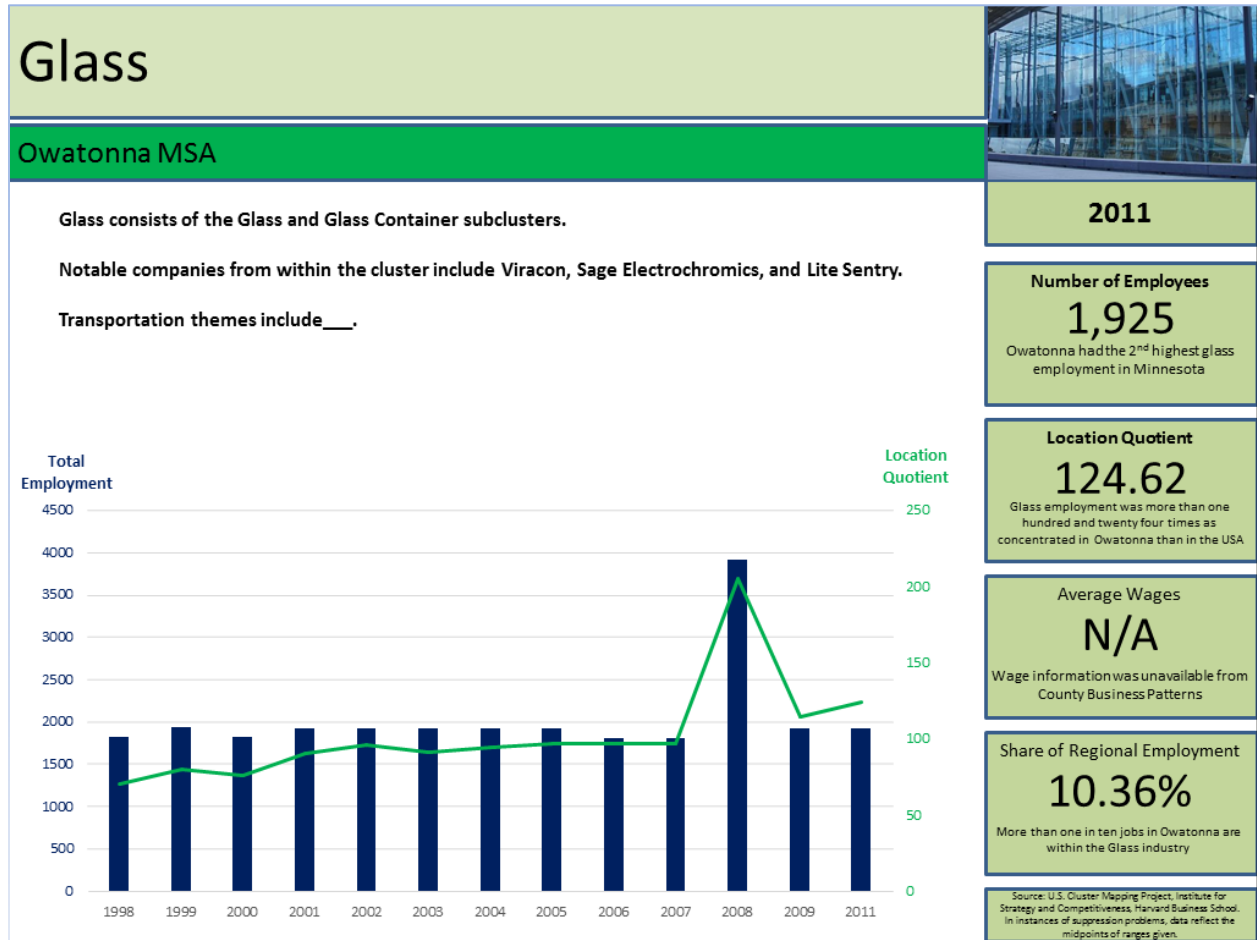 Glass
Owatonna MSA
Glass consists of the Glass and Glass Container subclusters.
Notable companies from within the cluster include Viracon, Sage Electrochromics, and Lite Sentry.
Transportation themes include___.
2011
Number of Employees
1,925
Owatonna had the 2nd highest glass
employment in Minnesota
Location Quotient
124.62
Glass employment was more than one
hundred and twenty four times as
concentrated in Owatonna than in the USA
Average Wages
N/A
Wage information was unavailable from
County Business Patterns
Share of Regional Employment
10.36%
More than one in ten jobs in Owatonna are
within the Glass industry
Source: U.S. Cluster Mapping Project, Institute for
Strategy and Competitiveness, Harvard Business School.
In instances of suppression problems, data reflect the
midpoints of ranges given.
Total
Employment
Location
Quotient
4500
4000
3500
3000
2500
2000
1500
1000
500
0
250
200
150
100
50
0
1998 1999 2000 2001 2002 2003 2004 2005 2006 2007 2008 2009 2011